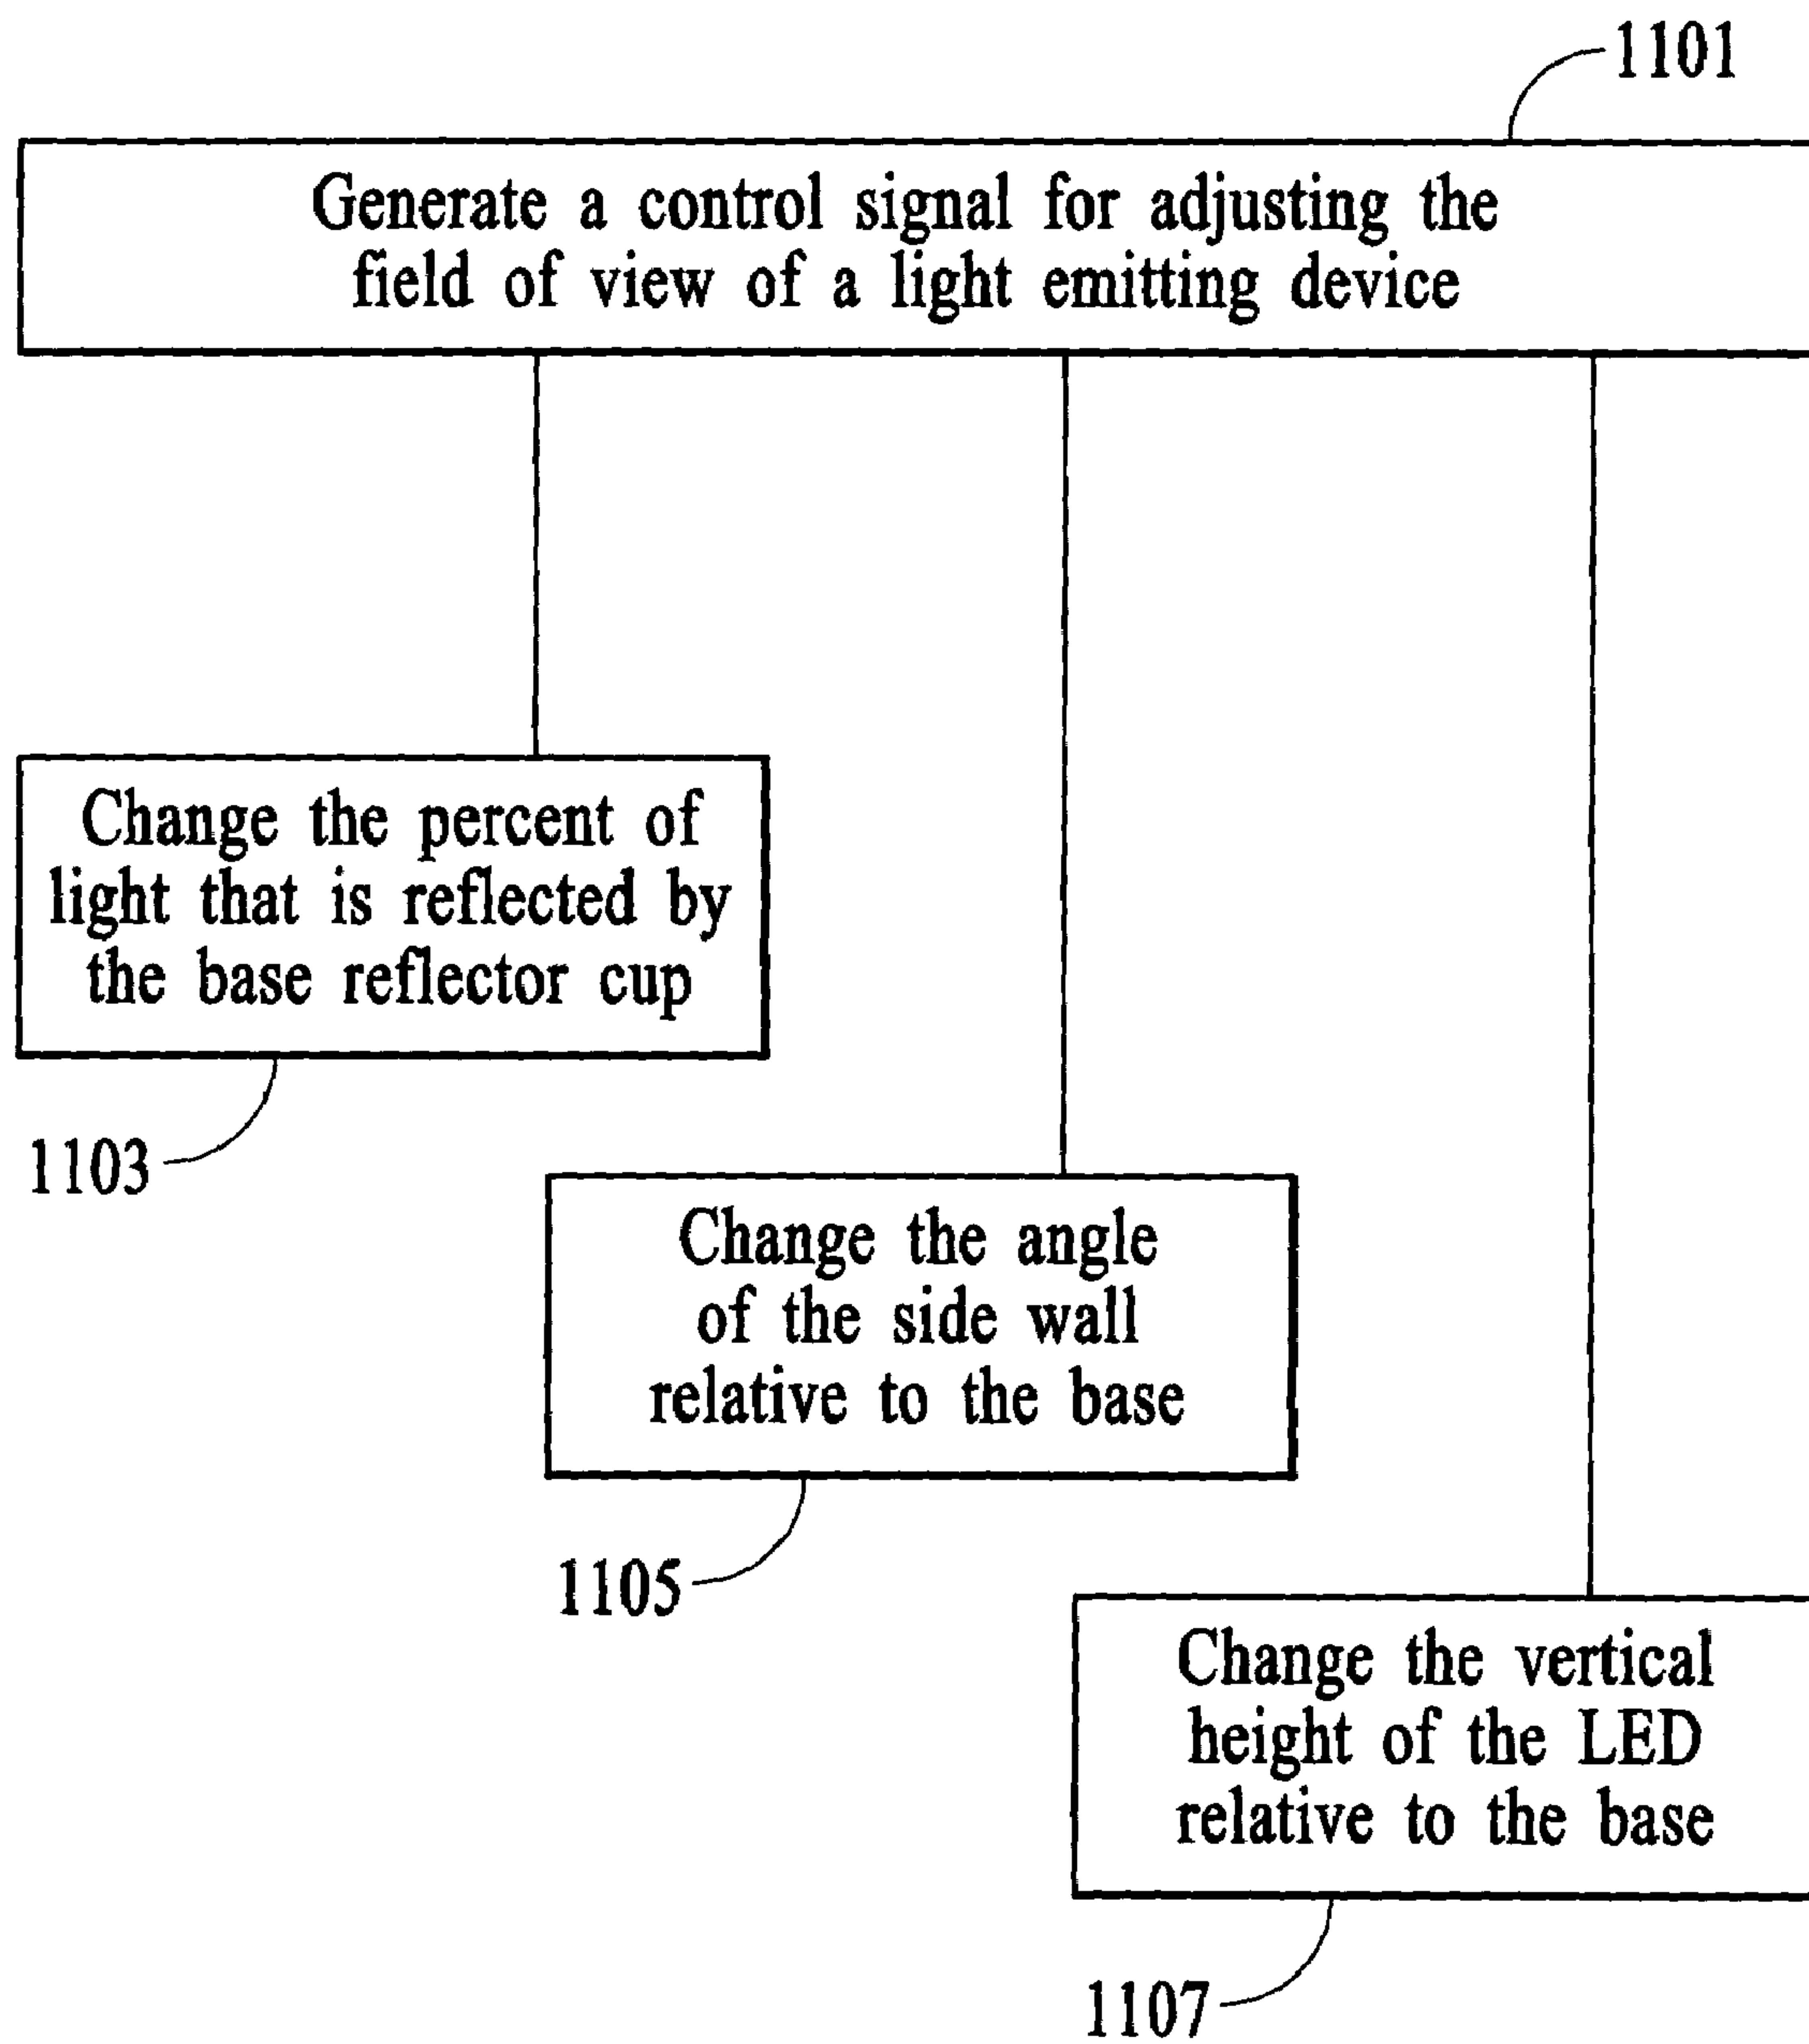 1101
Generate a control signal for adjusting the
field of view of a light emitting device
Change the percent of
light that is reflected by
the base reflector cup
1103
Change the angle
of the side wall
relative to the base
1105
Change the vertical
height of the LED
relative to the base
1107